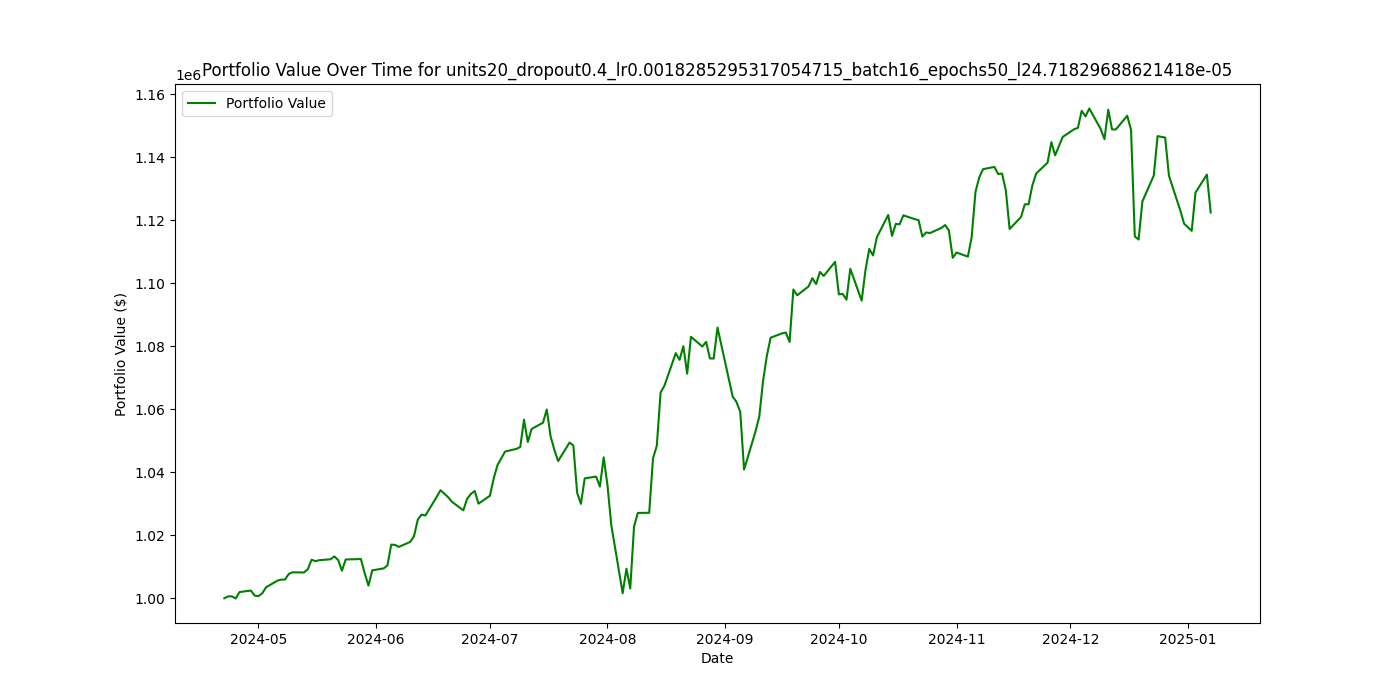 Portfolio Value Over Time for units20_dropout0.4_lr0.0018285295317054715_batch16_epochs50_l24.71829688621418e-05
1e6
Portfolio Value
1.16
1.14
1.12
1.10
1.08
1.06
1.04
1.02
1.00
Portfolio Value ($)
2024-05 2024-06 2024-07 2024-08 2024-09 2024-10 2024-11 2024-12 2025-01
Date